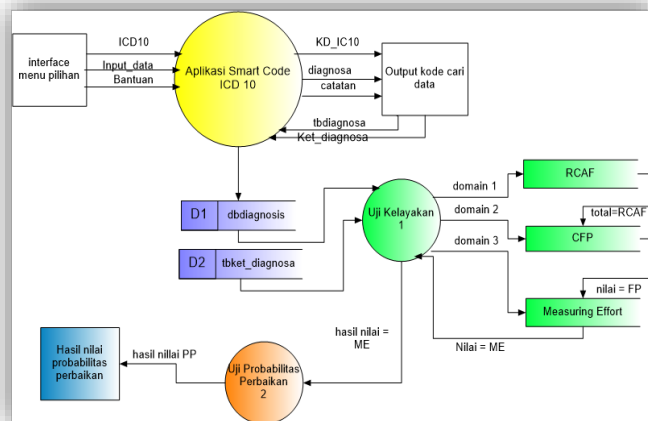 interface
menu pilihan
ICD10
Input_data
Bantuan
Aplikasi Smart Code
ICD 10
KD_IC10
diagnosa
catatan
Output kode cari
data
tbdiagnosa
Ket_diagnosa
D1 dbdiagnosis
D2 tbket_diagnosa
Uji Kelayakan
1
domain 1
domain 2
domain 3
RCAF
total=RCAF
CFP
nilai = FP
Measuring Effort
Nilai = ME
hasil nilai =
ME
Uji Probabilitas
Perbaikan
2
hasil nillai PP
Hasil nilai
probabilitas
perbaikan